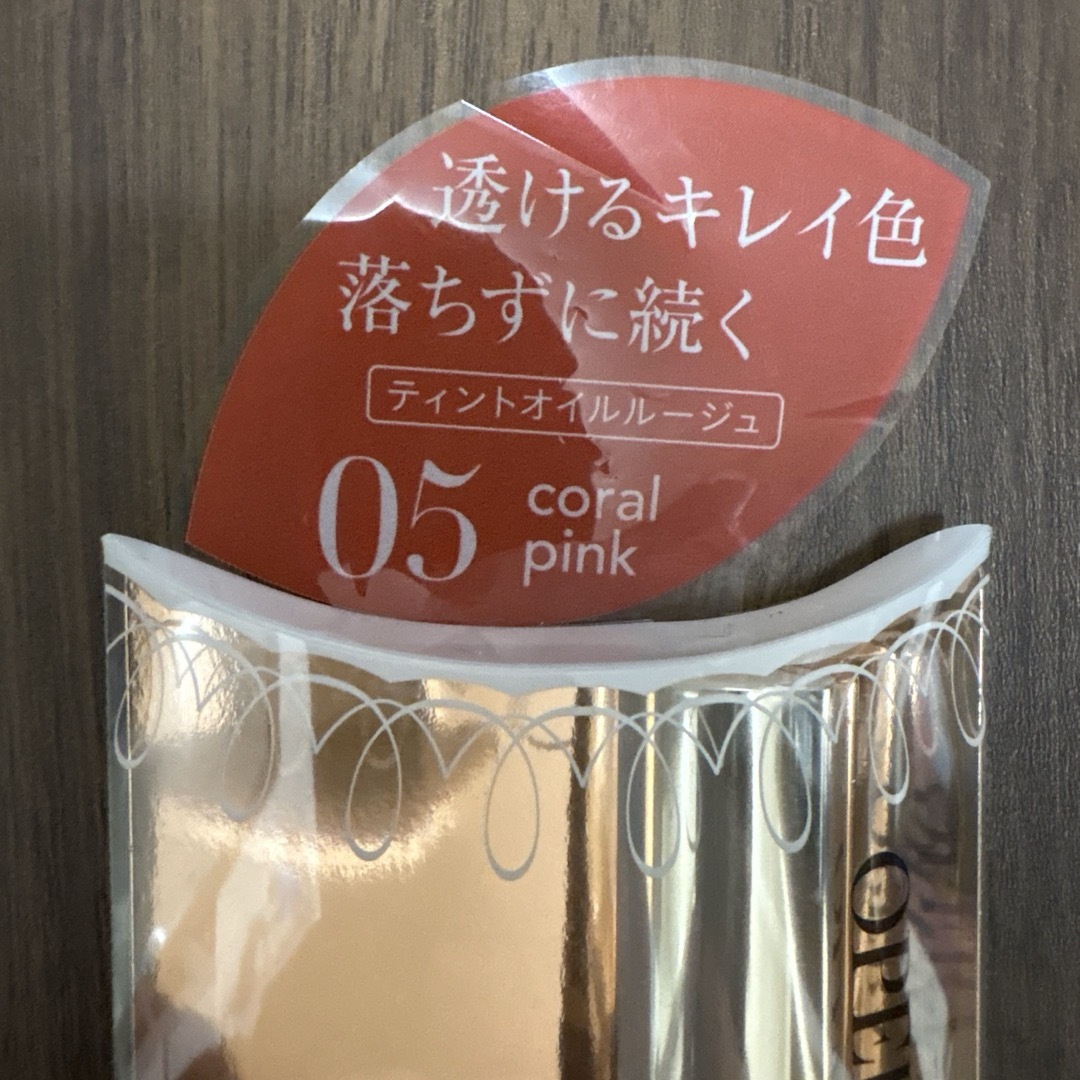 透けるキレイ色
落ちずに続く
ティントオイルルージュ
05
coral
pink